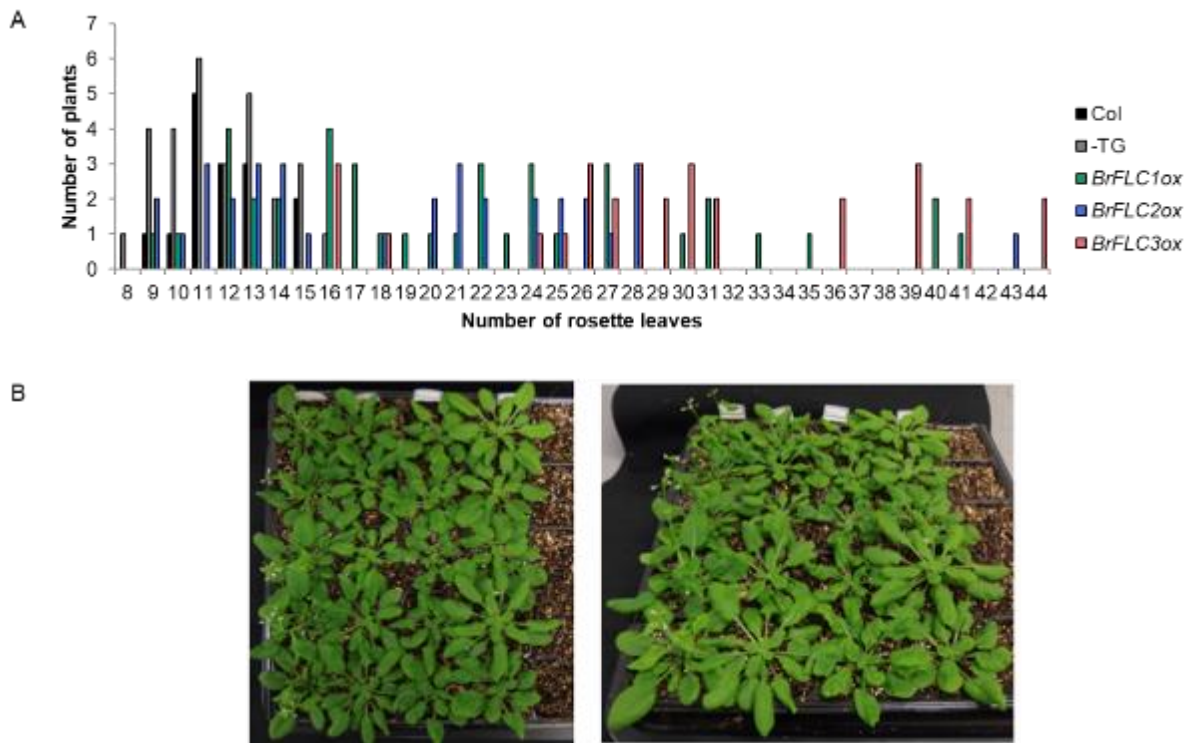 A
Number of plants
7
6
5
4
3
2
1
0
8 9 10 11 12 13 14 15 16 17 18 19 20 21 22 23 24 25 26 27 28 29 30 31 32 33 34 35 36 37 38 39 40 41 42 43 44
Number of rosette leaves
Col
-TG
BrFLC1ox
BrFLC2ox
BrFLC3ox
B